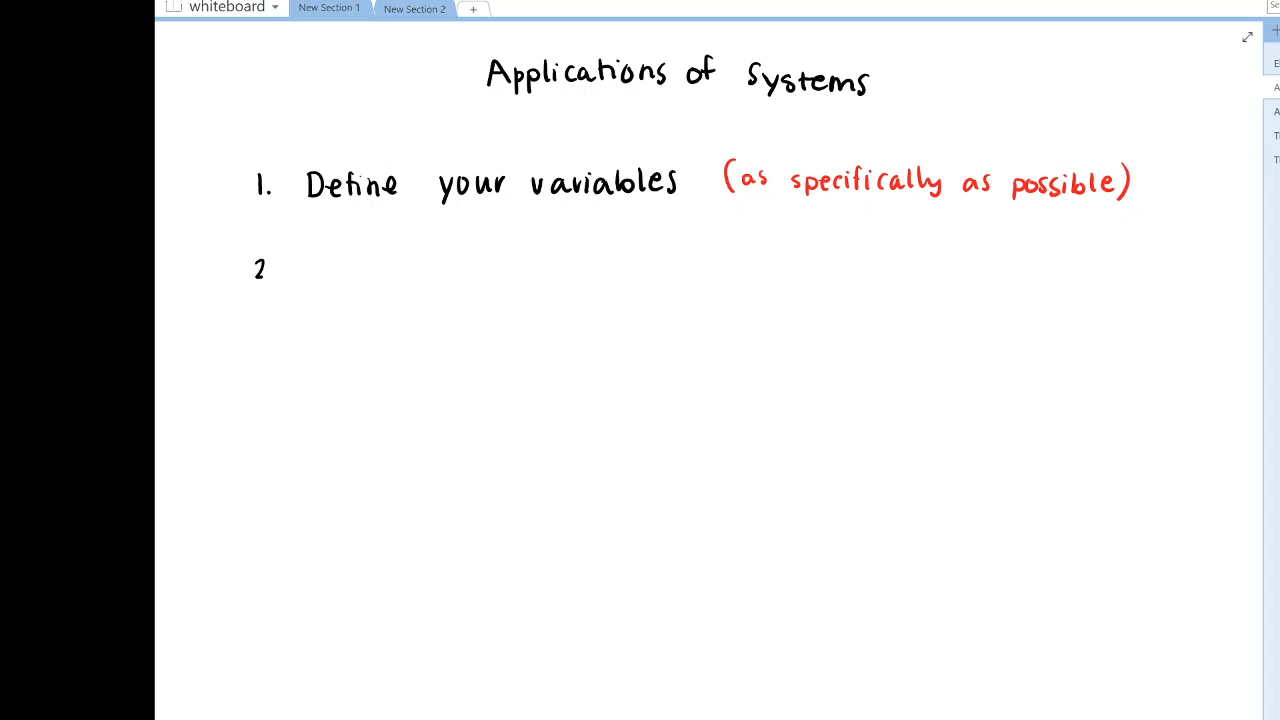 whiteboard New Section 1 New Section 2 +
Applications of Systems
1. Define your variables (as specifically as possible)
2